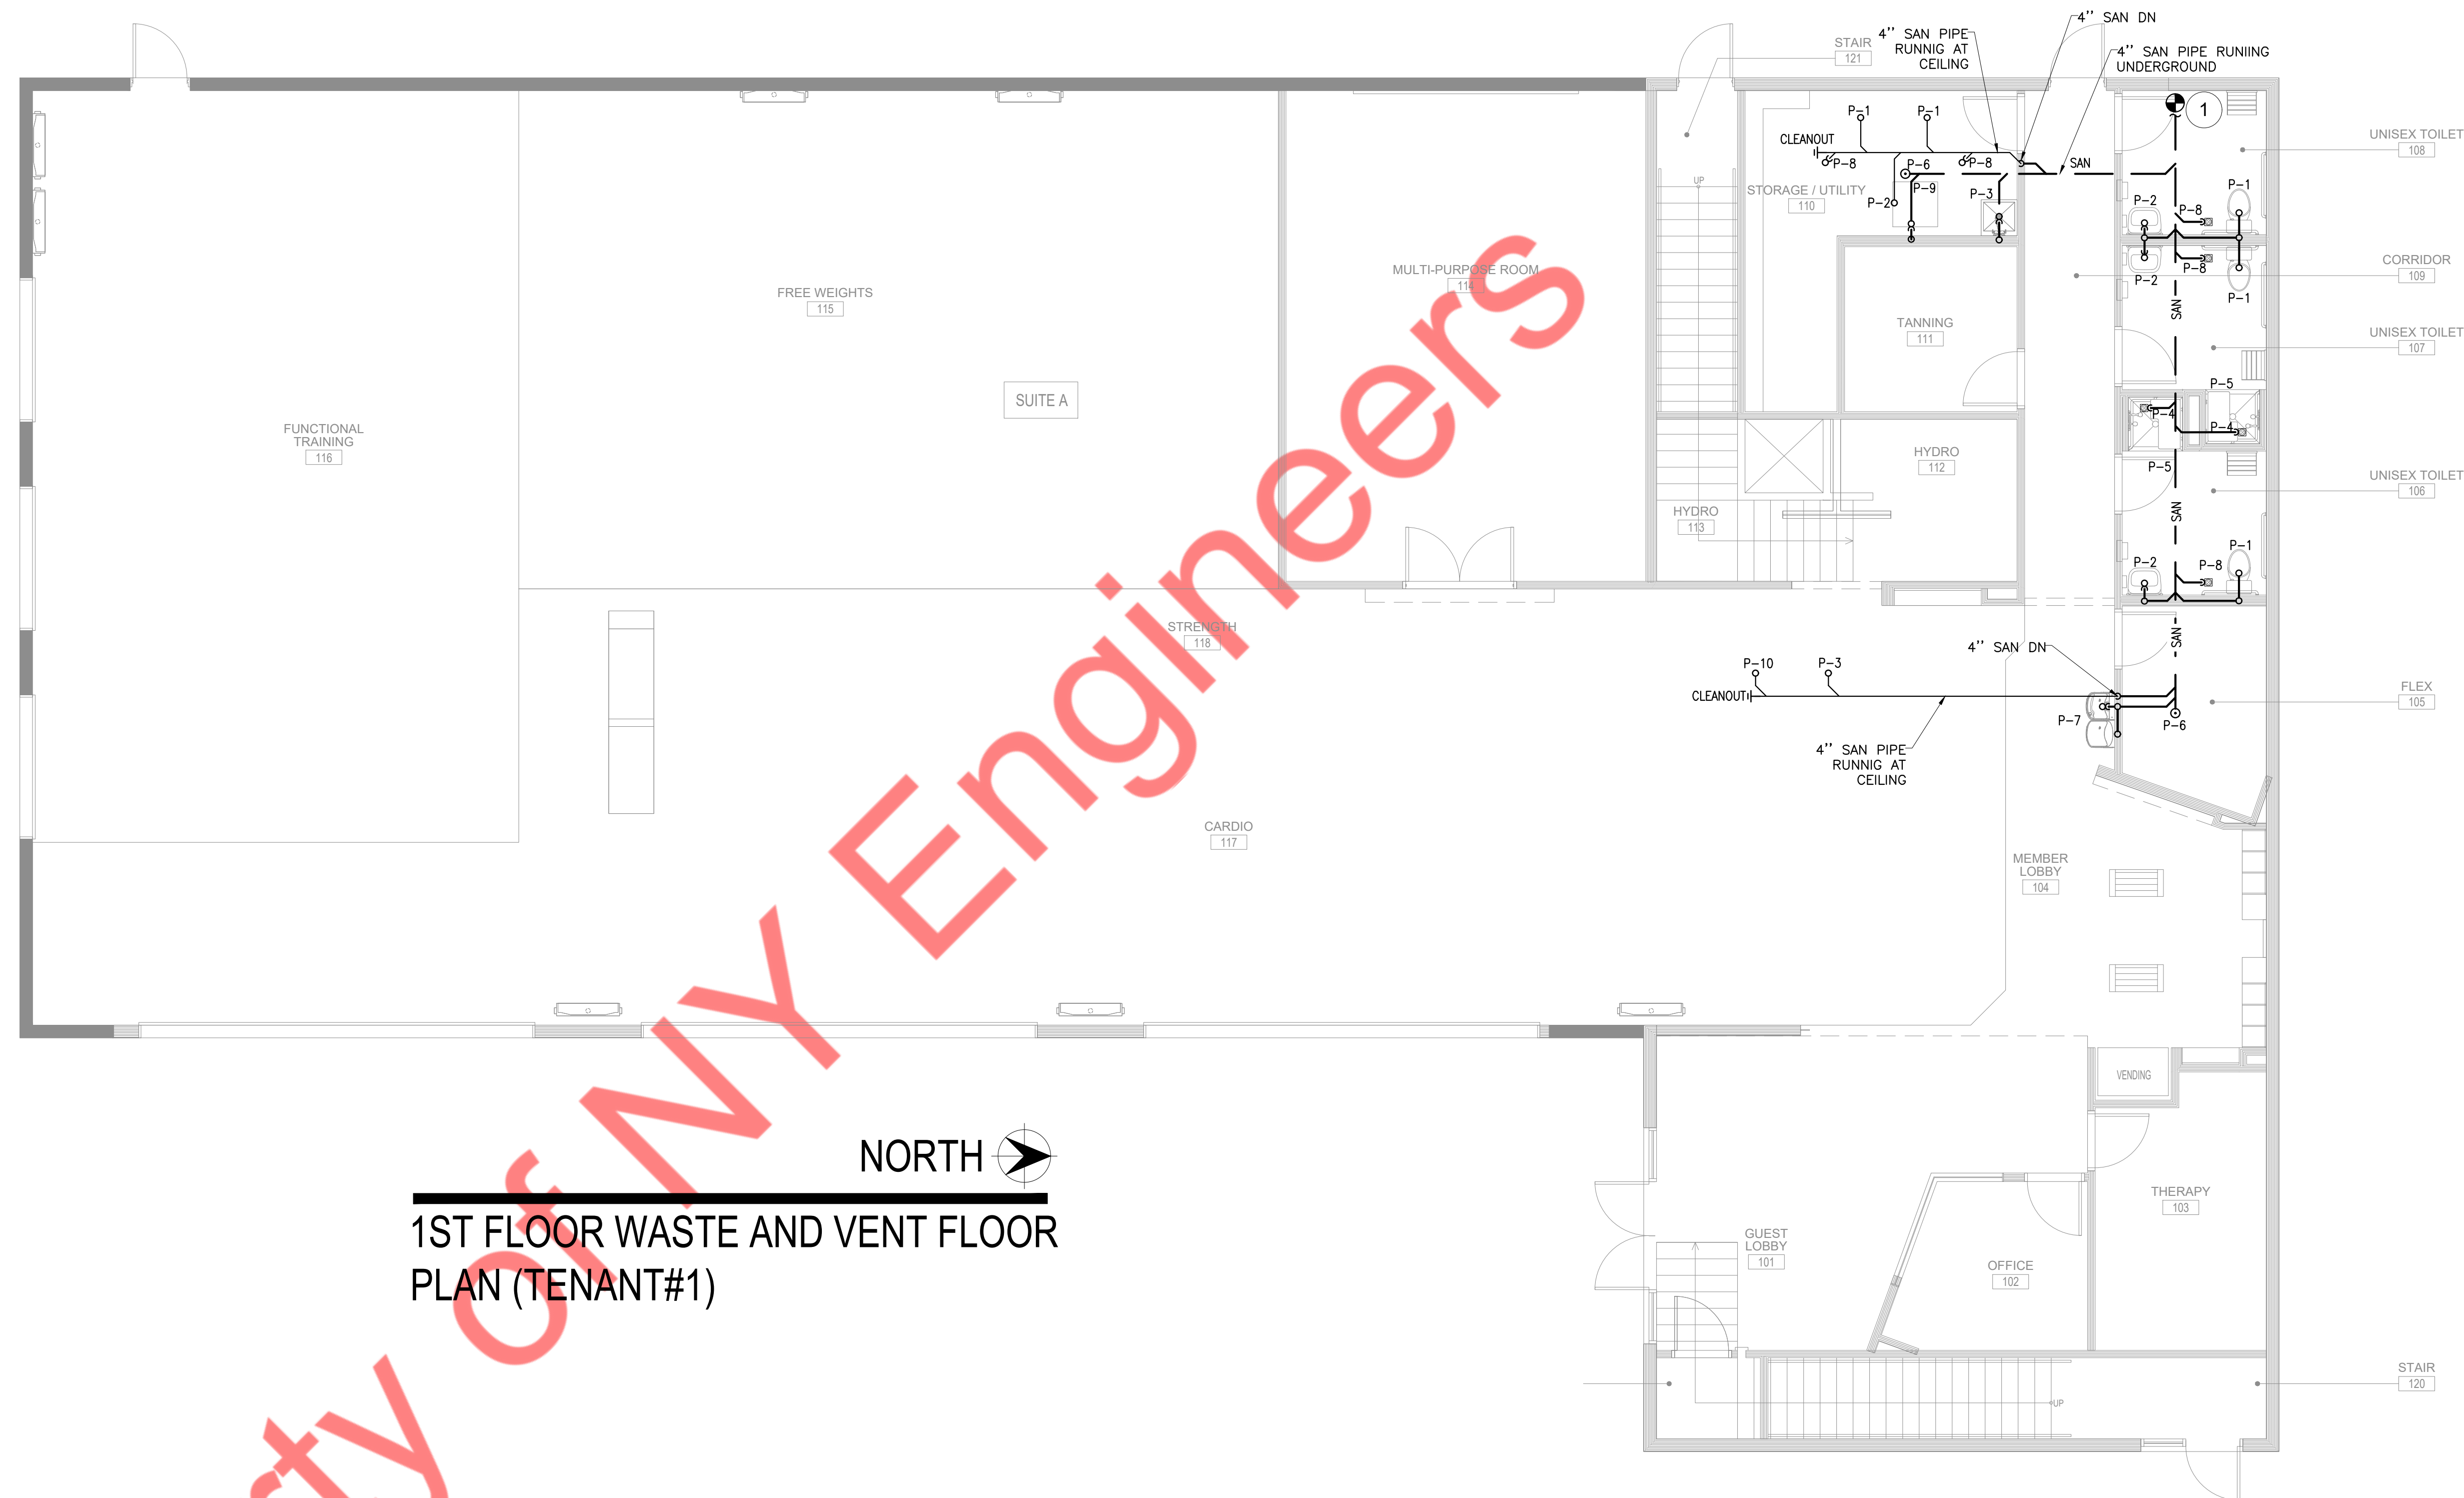 4'' SAN DN
4'' SAN PIPE
RUNNIG AT
CEILING
4'' SAN PIPE RUNIING
UNDERGROUND
STAIR
121
1
P-1
P-1
CLEANOUT
P-8
P-6
P-8
SAN
STORAGE / UTILITY
110
P-9
P-3
P-2
UP
UNISEX TOILET
108
P-2
P-8
P-1
P-2
P-8
P-1
CORRIDOR
109
SAN
UNISEX TOILET
107
MULTI-PURPOSE ROOM
114
FREE WEIGHTS
115
TANNING
111
SUITE A
P-5
P-4
P-4
P-5
FUNCTIONAL
TRAINING
116
HYDRO
112
HYDRO
113
UNISEX TOILET
106
SAN
P-2
P-8
P-1
STRENGTH
118
SAN
4'' SAN DN
P-10
P-3
CLEANOUT
P-7
P-6
FLEX
105
4'' SAN PIPE
RUNNIG AT
CEILING
CARDIO
117
MEMBER
LOBBY
104
VENDING
NORTH
1ST FLOOR WASTE AND VENT FLOOR
PLAN (TENANT#1)
THERAPY
103
GUEST
LOBBY
101
OFFICE
102
STAIR
120
UP
rty of NY Engineers